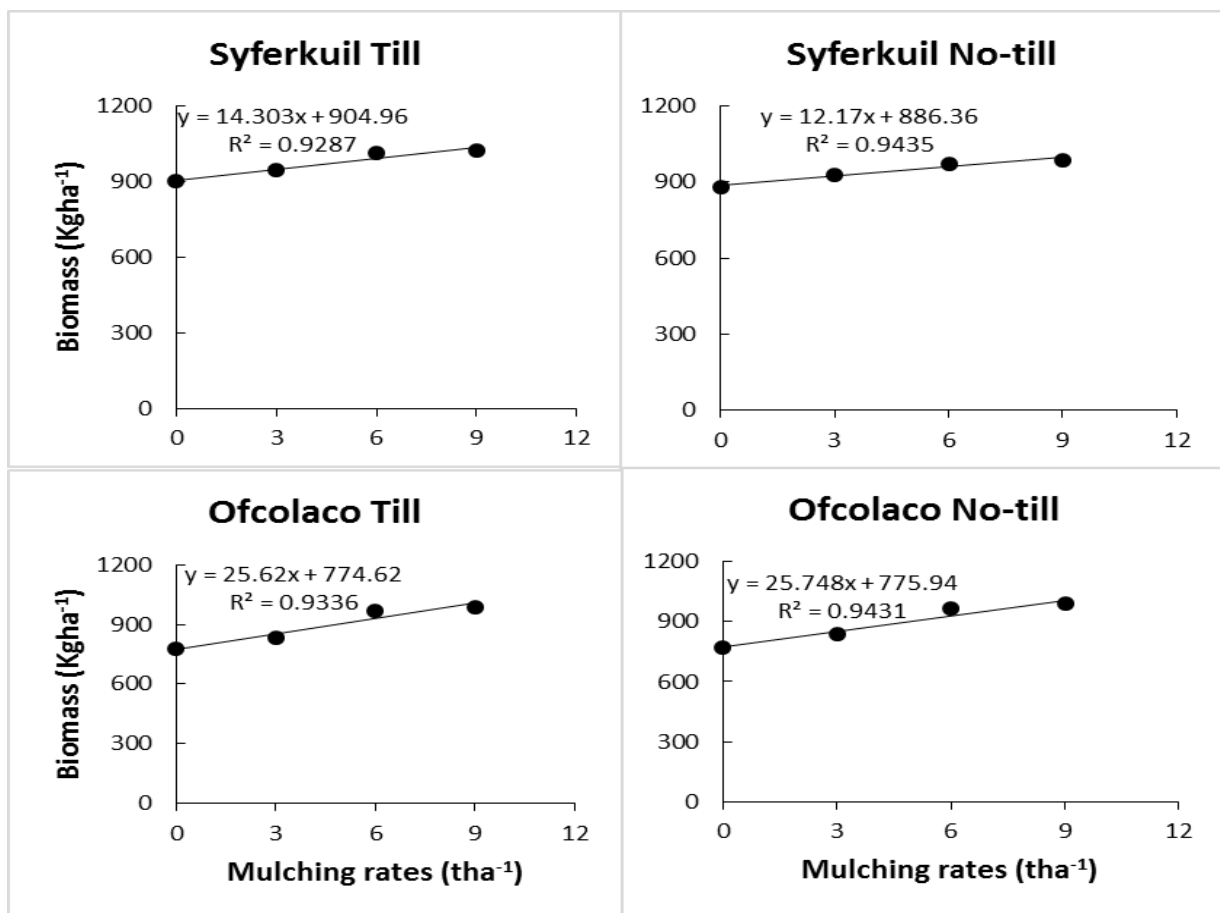 Syferkuil Till
y = 14.303x + 904.96
R² = 0.9287
Biomass (Kgha⁻¹)
1200
900
600
300
0
0 3 6 9 12
Syferkuil No-till
y = 12.17x + 886.36
R² = 0.9435
1200
900
600
300
0
0 3 6 9 12
Ofcolaco Till
y = 25.62x + 774.62
R² = 0.9336
Biomass (Kgha⁻¹)
1200
900
600
300
0
0 3 6 9 12
Mulching rates (tha⁻¹)
Ofcolaco No-till
y = 25.748x + 775.94
R² = 0.9431
1200
900
600
300
0
0 3 6 9 12
Mulching rates (tha⁻¹)